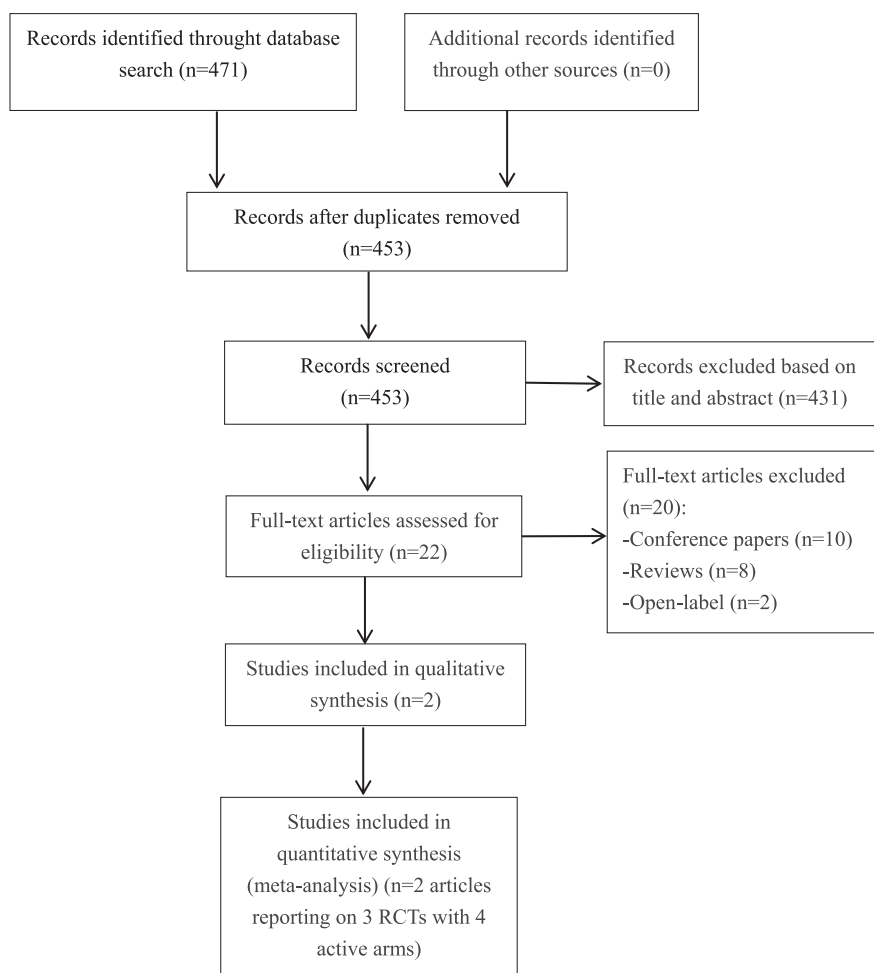 Records identified throught database
search (n=471)
Additional records identified
through other sources (n=0)
Records after duplicates removed
(n=453)
Records screened
(n=453)
Records excluded based on
title and abstract (n=431)
Full-text articles assessed for
eligibility (n=22)
Full-text articles excluded
(n=20):
-Conference papers (n=10)
-Reviews (n=8)
-Open-label (n=2)
Studies included in qualitative
synthesis (n=2)
Studies included in
quantitative synthesis
(meta-analysis) (n=2 articles
reporting on 3 RCTs with 4
active arms)